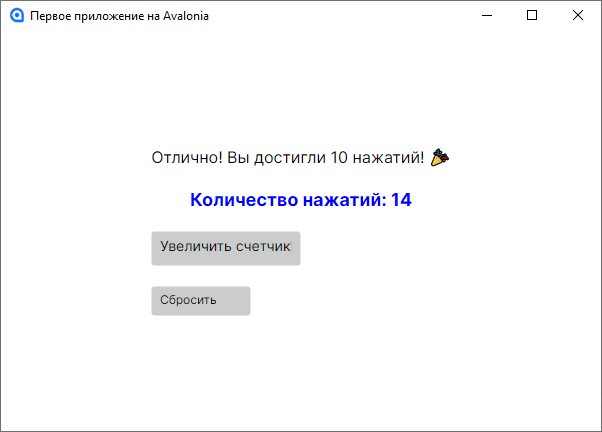 Первое приложение на Avalonia
Отлично! Вы достигли 10 нажатий! 🎉
Количество нажатий: 14
Увеличить счетчик
Сбросить